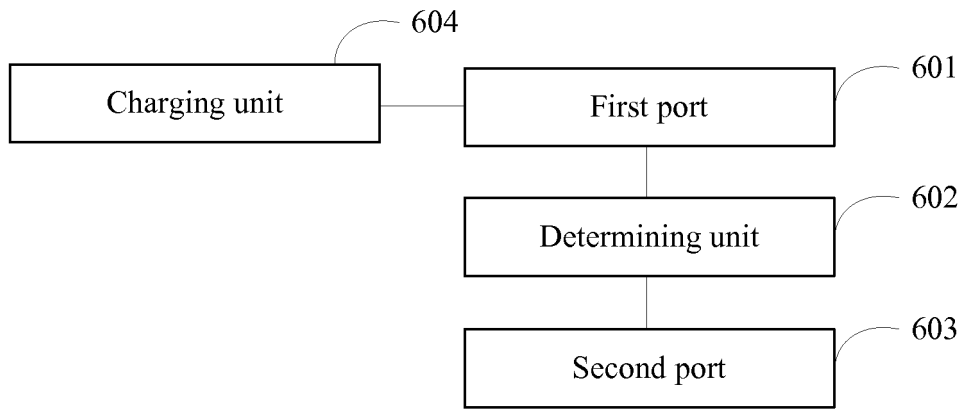 604
Charging unit
First port
601
Determining unit
602
Second port
603